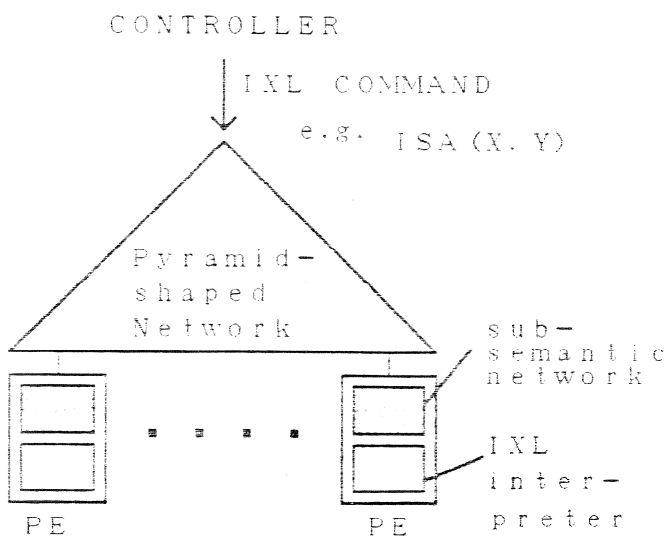 CONTROLLER
IXL COMMAND
e.g. ISA(X.Y)
Pyramid-
shaped
Network
sub-
semantic
network
IXL
inter-
preter
PE
PE